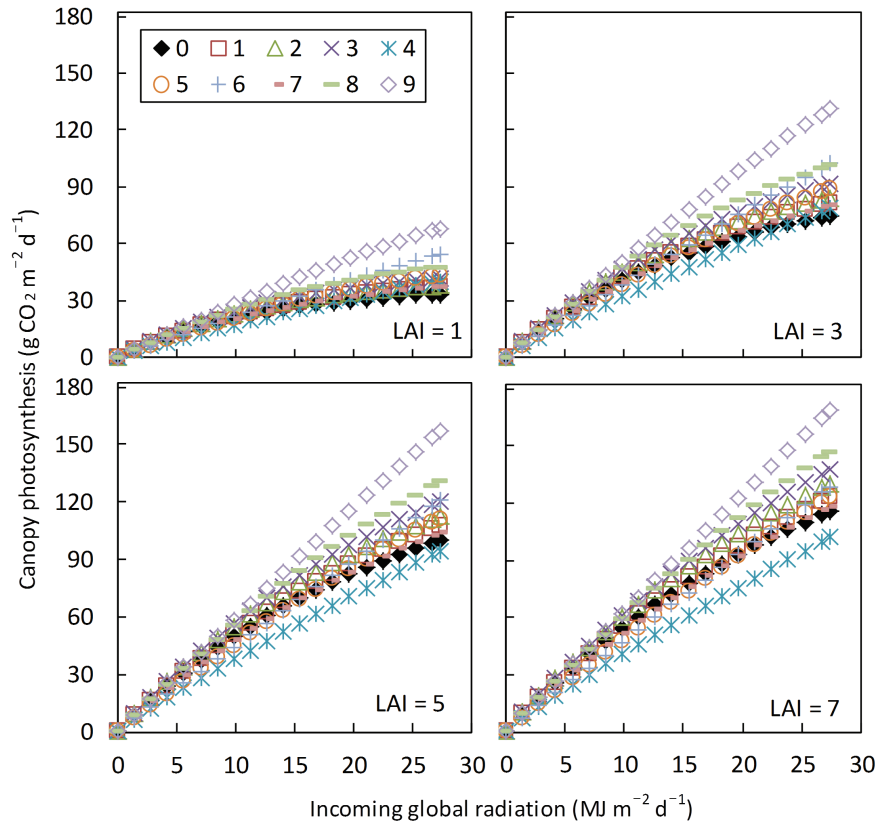 Canopy photosynthesis (g CO₂ m⁻² d⁻¹)
180
150
120
90
60
30
0
0 1 2 3 4
5 6 7 8 9
LAI = 1
LAI = 3
180
150
120
90
60
30
0
LAI = 5
LAI = 7
0 5 10 15 20 25 30
0 5 10 15 20 25 30
Incoming global radiation (MJ m⁻² d⁻¹)